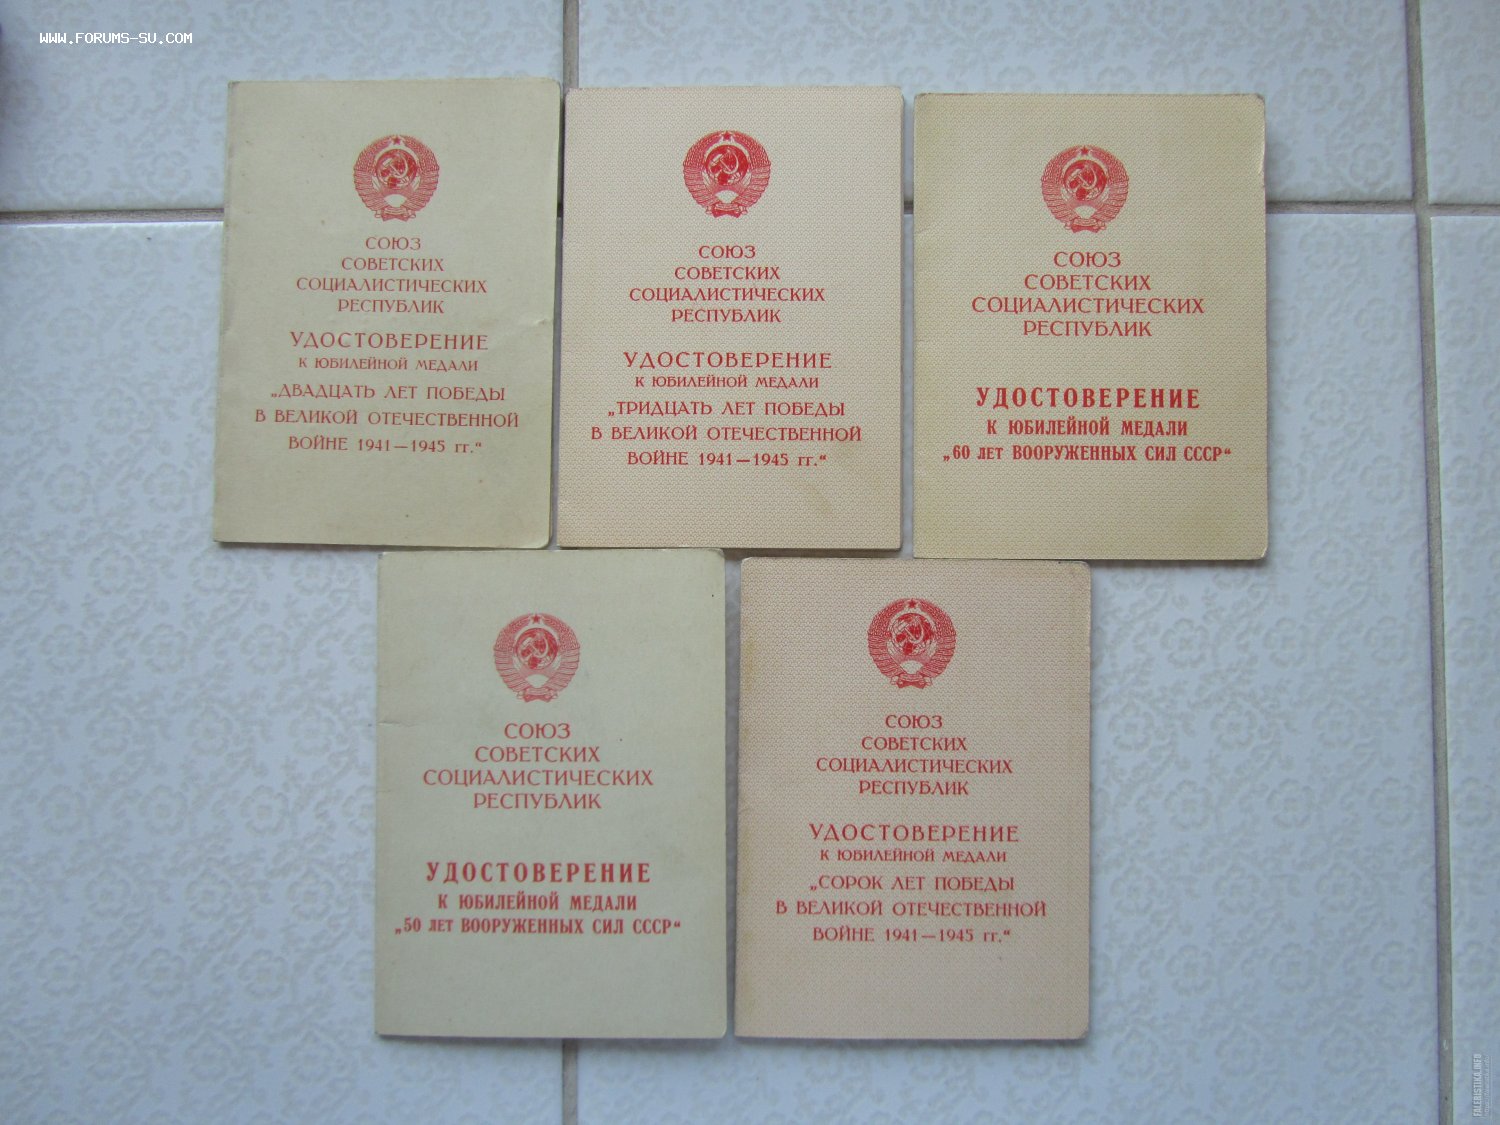 WWW.FORUMS-SU.COM
СОЮЗ
СОВЕТСКИХ
СОЦИАЛИСТИЧЕСКИХ
РЕСПУБЛИК
УДОСТОВЕРЕНИЕ
К ЮБИЛЕЙНОЙ МЕДАЛИ
„ДВАДЦАТЬ ЛЕТ ПОБЕДЫ
В ВЕЛИКОЙ ОТЕЧЕСТВЕННОЙ
ВОЙНЕ 1941—1945 гг.“
СОЮЗ
СОВЕТСКИХ
СОЦИАЛИСТИЧЕСКИХ
РЕСПУБЛИК
УДОСТОВЕРЕНИЕ
К ЮБИЛЕЙНОЙ МЕДАЛИ
„ТРИДЦАТЬ ЛЕТ ПОБЕДЫ
В ВЕЛИКОЙ ОТЕЧЕСТВЕННОЙ
ВОЙНЕ 1941—1945 гг.“
СОЮЗ
СОВЕТСКИХ
СОЦИАЛИСТИЧЕСКИХ
РЕСПУБЛИК
УДОСТОВЕРЕНИЕ
К ЮБИЛЕЙНОЙ МЕДАЛИ
„60 ЛЕТ ВООРУЖЕННЫХ СИЛ СССР“
СОЮЗ
СОВЕТСКИХ
СОЦИАЛИСТИЧЕСКИХ
РЕСПУБЛИК
УДОСТОВЕРЕНИЕ
К ЮБИЛЕЙНОЙ МЕДАЛИ
„50 ЛЕТ ВООРУЖЕННЫХ СИЛ СССР“
СОЮЗ
СОВЕТСКИХ
СОЦИАЛИСТИЧЕСКИХ
РЕСПУБЛИК
УДОСТОВЕРЕНИЕ
К ЮБИЛЕЙНОЙ МЕДАЛИ
„СОРОК ЛЕТ ПОБЕДЫ
В ВЕЛИКОЙ ОТЕЧЕСТВЕННОЙ
ВОЙНЕ 1941—1945 гг.“
FALERISTIKA.INFO